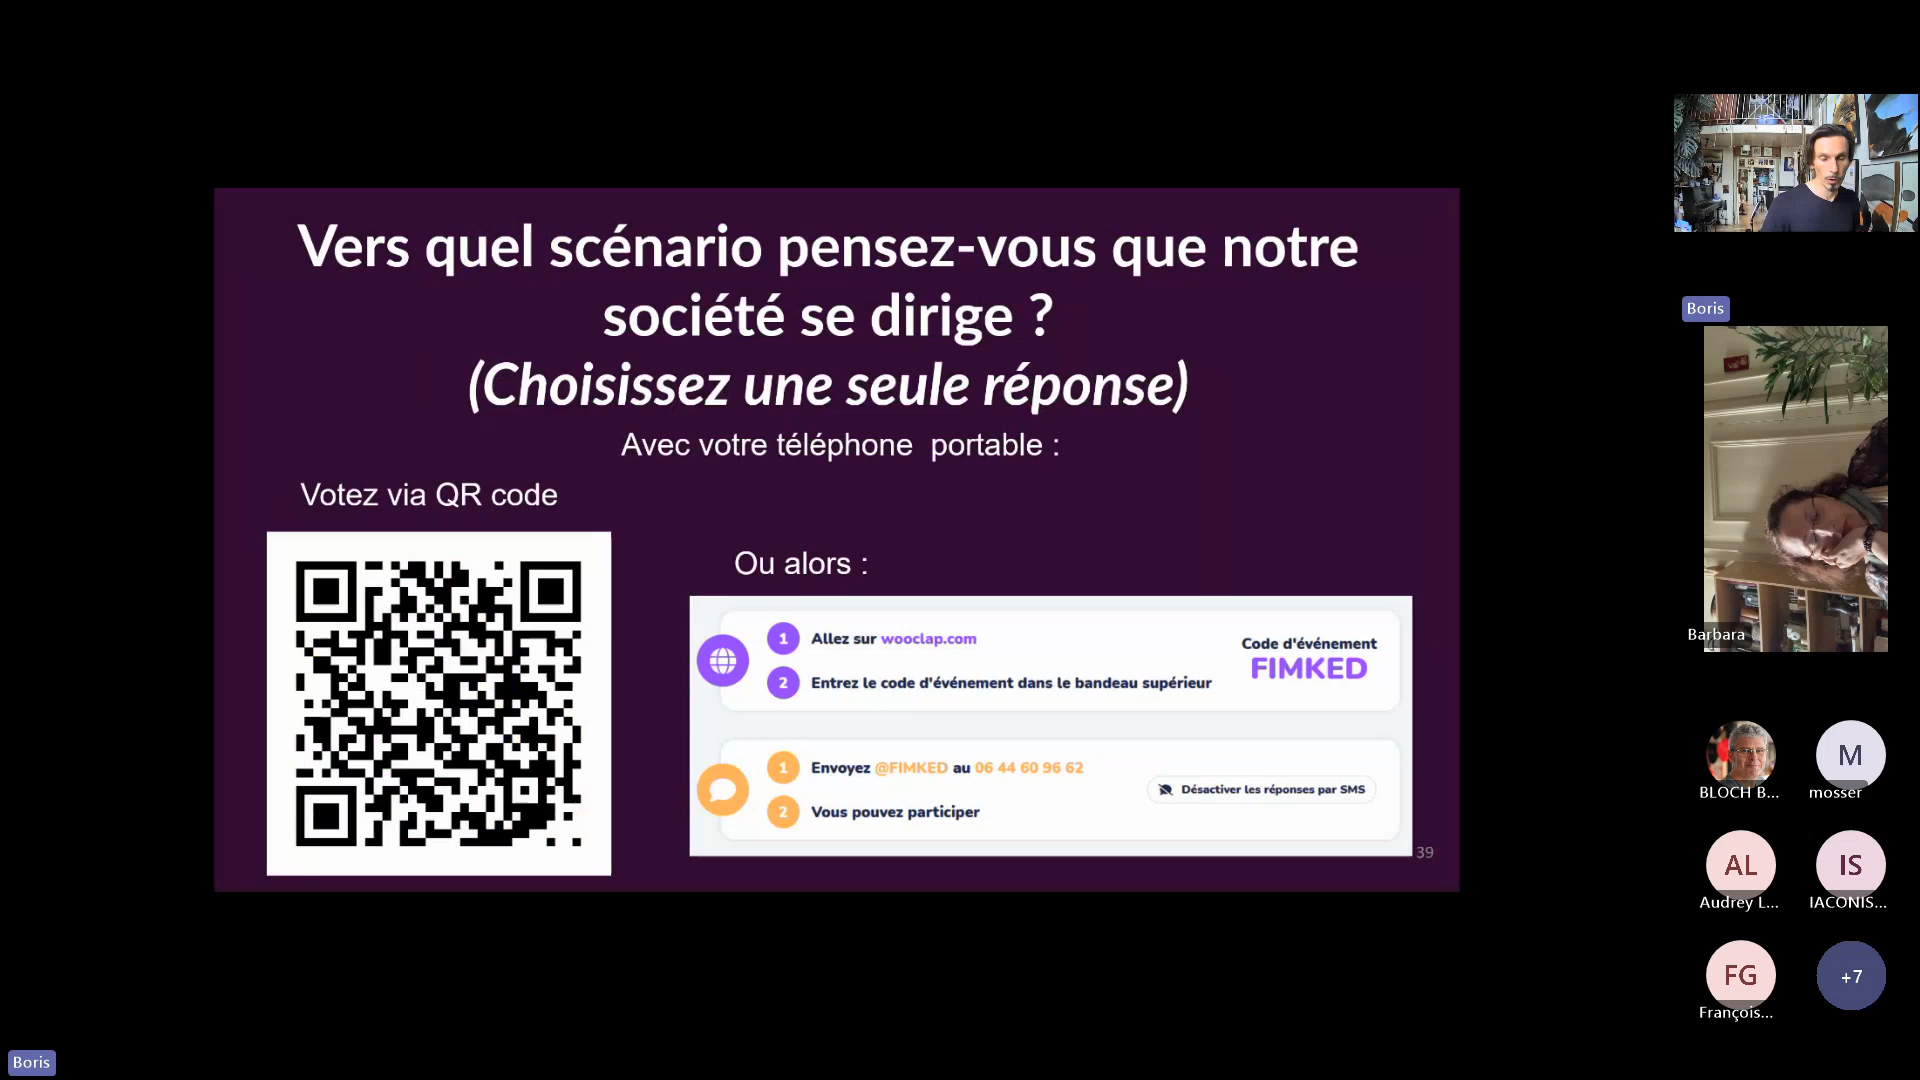 Vers quel scénario pensez-vous que notre
société se dirige ?
(Choisissez une seule réponse)
Avec votre téléphone  portable :
Votez via QR code
Ou alors :
1 Allez sur wooclap.com
2 Entrez le code d'événement dans le bandeau supérieur
Code d'événement
FIMKED
1 Envoyez @FIMKED au 06 44 60 96 62
2 Vous pouvez participer
Désactiver les réponses par SMS
39
Boris
Barbara
BLOCH B...
M
mosser
AL
Audrey L...
IS
IACONIS...
FG
François...
+7
Boris